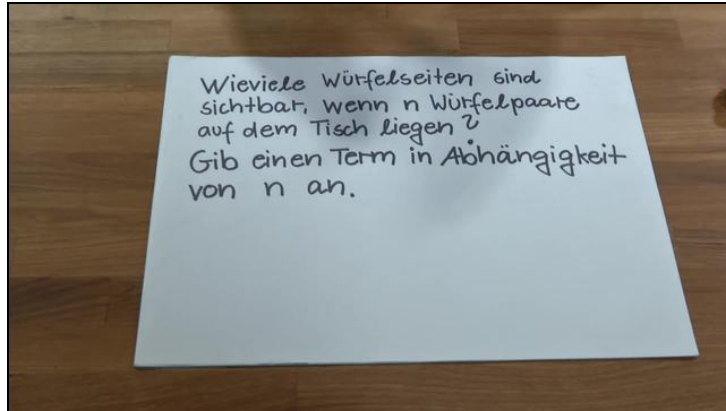 Wieviele Würfelseiten sind
sichtbar, wenn n Würfelpaare
auf dem Tisch liegen?
Gib einen Term in Abhängigkeit
von n an.